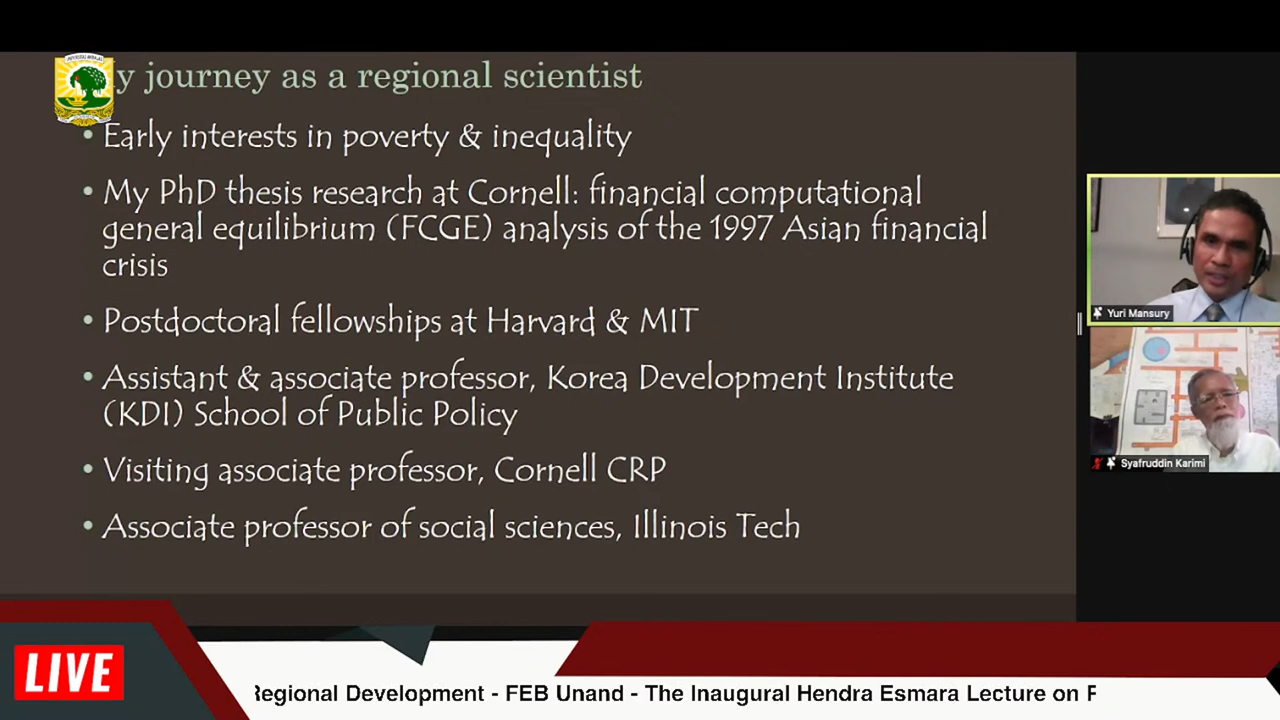 y journey as a regional scientist
• Early interests in poverty & inequality
• My PhD thesis research at Cornell: financial computational
general equilibrium (FCGE) analysis of the 1997 Asian financial
crisis
• Postdoctoral fellowships at Harvard & MIT
• Assistant & associate professor, Korea Development Institute
(KDI) School of Public Policy
• Visiting associate professor, Cornell CRP
• Associate professor of social sciences, Illinois Tech
Yuri Mansury
Syafruddin Karimi
LIVE
Regional Development - FEB Unand - The Inaugural Hendra Esmara Lecture on